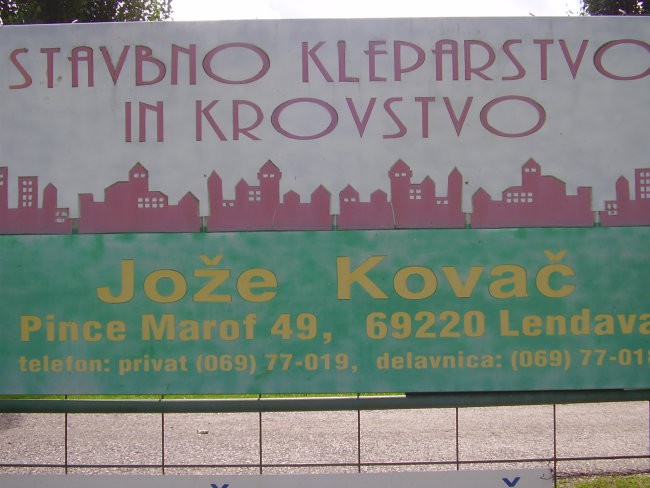 STAVBNO KLEPARSTVO
IN KROVSTVO
Jože Kovač
Pince Marof 49, 69220 Lendava
telefon: privat (069) 77-019, delavnica: (069) 77-018